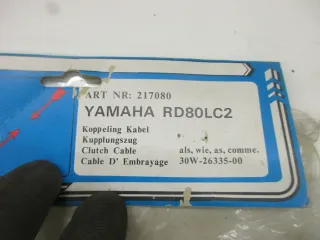 ART NR: 217080
YAMAHA RD80LC2
Koppeling Kabel
Kupplungszug
Clutch Cable als, wie, as, comme.
Cable D' Embrayage 30W-26335-00